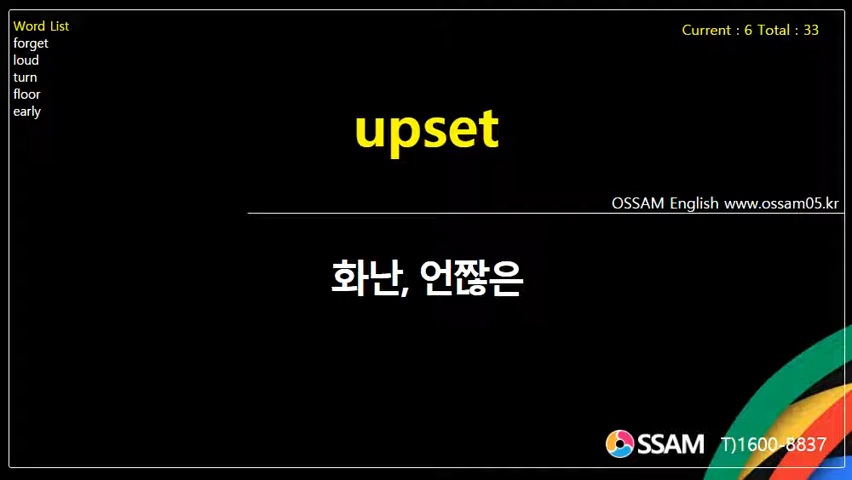 Word List
forget
loud
turn
floor
early
Current : 6 Total : 33
upset
OSSAM English www.ossam05.kr
화난, 언짢은
OSSAM T)1600-8837